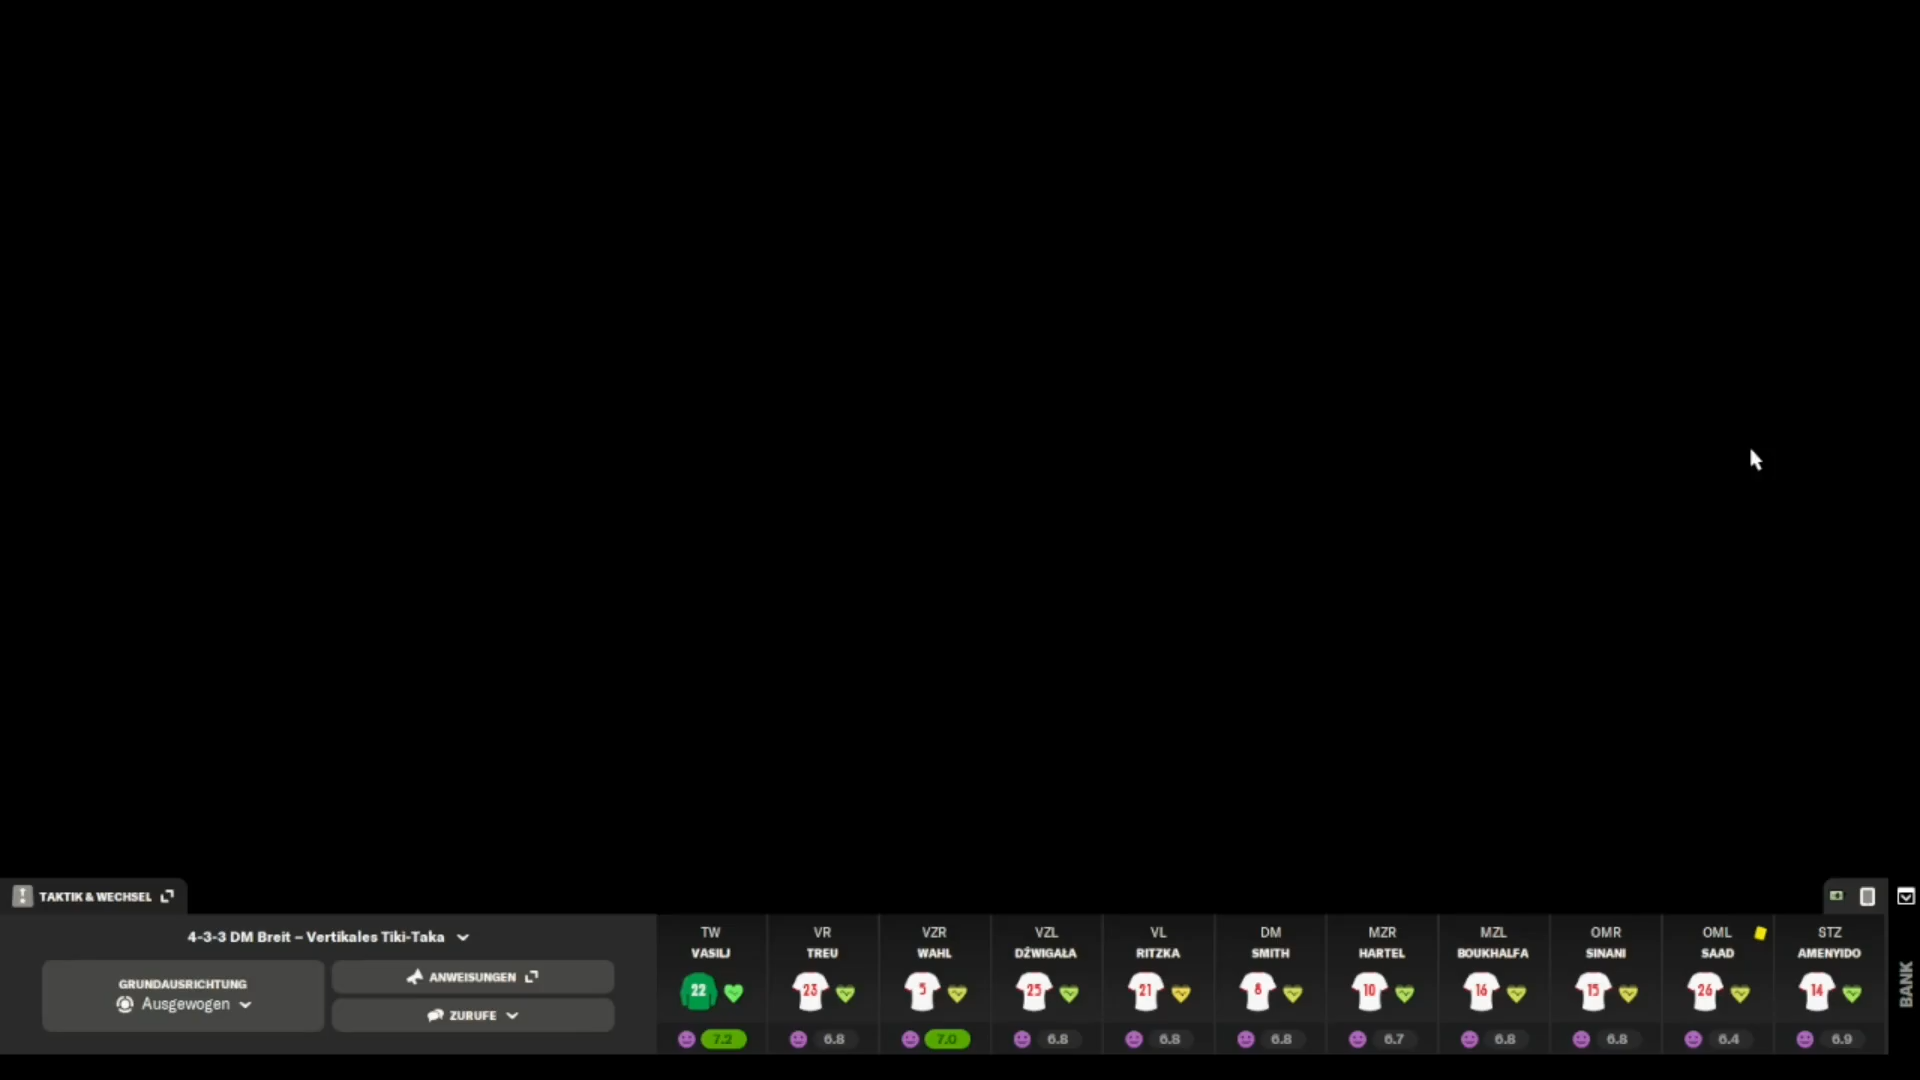 TAKTIK & WECHSEL
4-3-3 DM Breit – Vertikales Tiki-Taka
GRUNDAUSRICHTUNG
Ausgewogen
ANWEISUNGEN
ZURUFE
TW VR VZR VZL VL DM MZR MZL OMR OML STZ
VASILJ TREU WAHL DŹWIGAŁA RITZKA SMITH HARTEL BOUKHALFA SINANI SAAD AMENYIDO
22 23 5 25 21 8 10 16 15 26 14
7.2 6.8 7.0 6.8 6.8 6.8 6.7 6.8 6.8 6.4 6.9
BANK